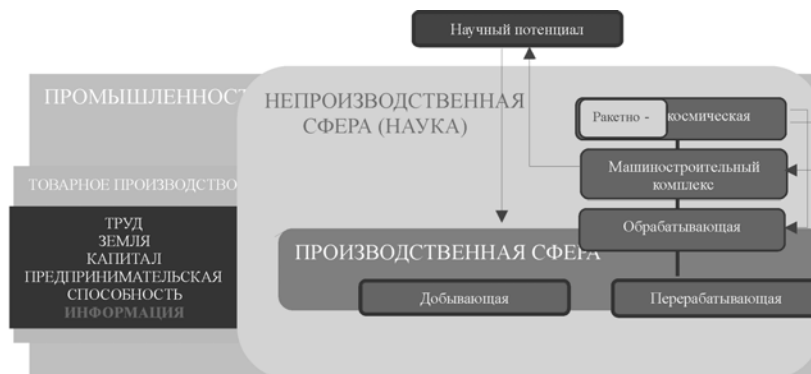 Научный потенциал
ПРОМЫШЛЕННОСТ
НЕПРОИЗВОДСТВЕННАЯ
СФЕРА (НАУКА)
Ракетно - космическая
Машиностроительный
комплекс
ТОВАРНОЕ ПРОИЗВОДСТВО
ТРУД
ЗЕМЛЯ
КАПИТАЛ
ПРЕДПРИНИМАТЕЛЬСКАЯ
СПОСОБНОСТЬ
ИНФОРМАЦИЯ
Обрабатывающая
ПРОИЗВОДСТВЕННАЯ СФЕРА
Добывающая
Перерабатывающая